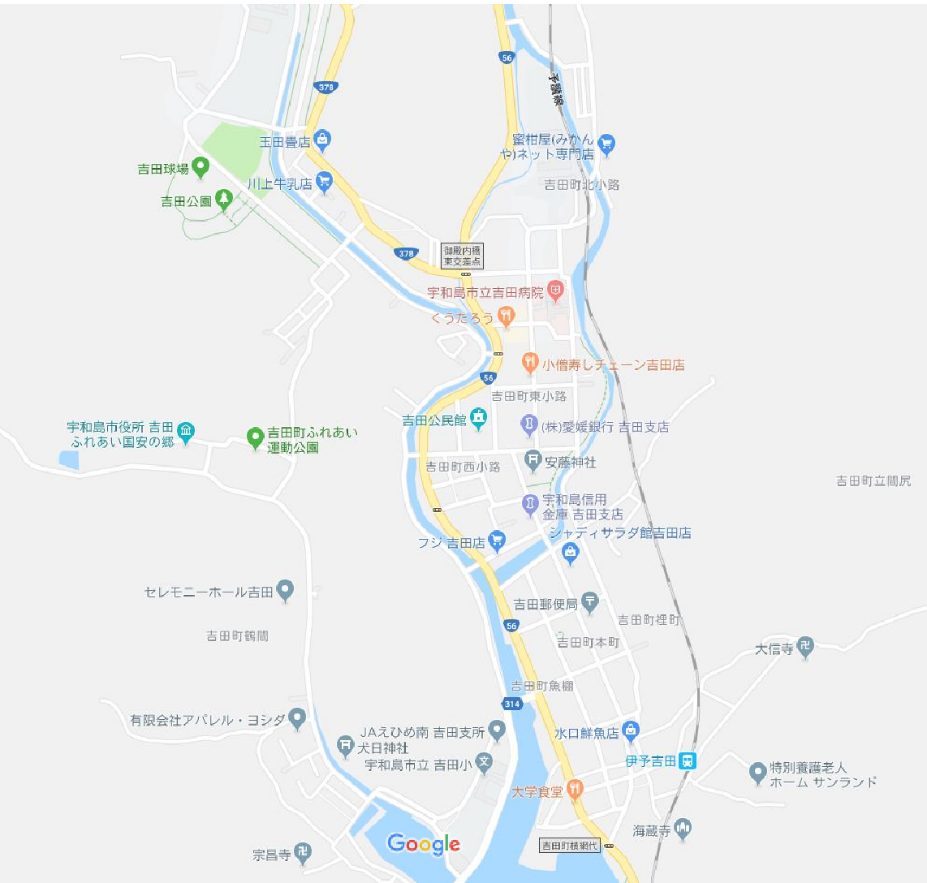 56
予讃線
378
王田畳店
蜜柑屋(みかん
や)ネット専門店
吉田球場
川上牛乳店
吉田町北小路
吉田公園
378
御殿内橋
東交差点
宇和島市立吉田病院
くうたろう
小僧寿しチェーン吉田店
56
吉田町東小路
吉田公民館
(株)愛媛銀行 吉田支店
宇和島市役所 吉田
ふれあい国安の郷
吉田町ふれあい
運動公園
吉田町西小路
安藤神社
吉田町立間尻
宇和島信用
金庫 吉田支店
フジ 吉田店
シャディサラダ館吉田店
セレモニーホール吉田
吉田郵便局
吉田町裡町
56
吉田町鶴間
吉田町本町
大信寺
吉田町魚棚
314
有限会社アパレル・ヨシダ
JAえひめ南 吉田支所
水口鮮魚店
犬日神社
宇和島市立 吉田小
伊予吉田
特別養護老人
ホーム サンランド
大学食堂
海蔵寺
Google
吉田町横網代
宗昌寺